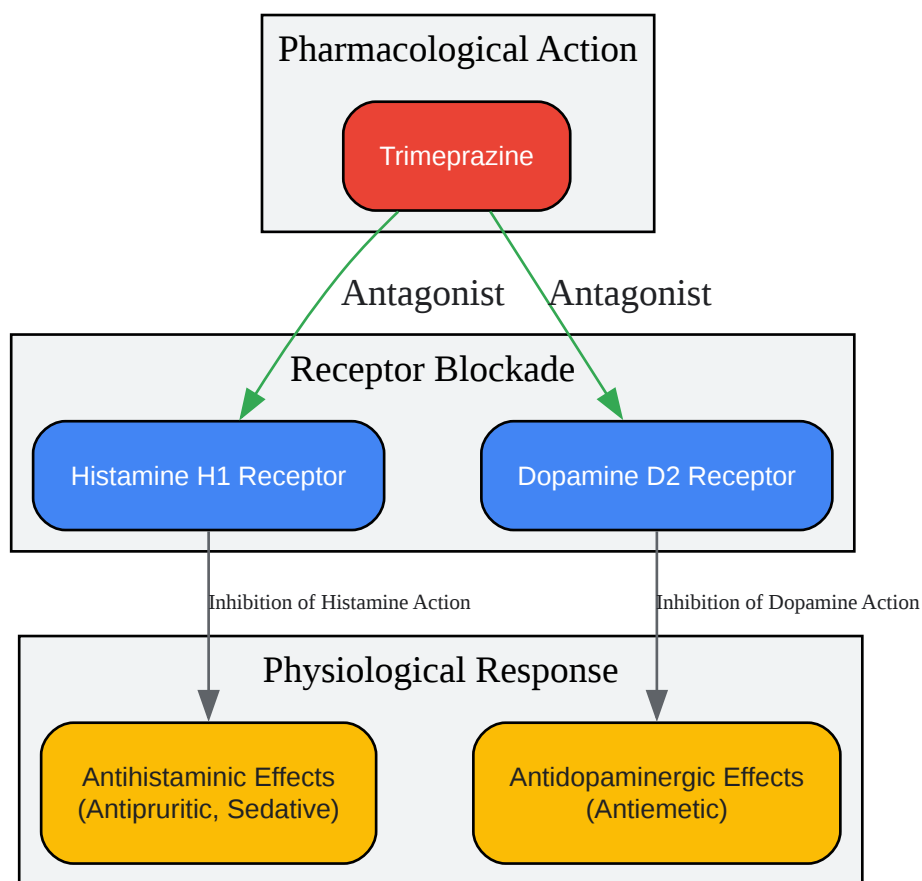 Pharmacological Action
Trimeprazine
Antagonist
Antagonist
Receptor Blockade
Histamine H1 Receptor
Dopamine D2 Receptor
Inhibition of Histamine Action
Inhibition of Dopamine Action
Physiological Response
Antihistaminic Effects
(Antipruritic, Sedative)
Antidopaminergic Effects
(Antiemetic)